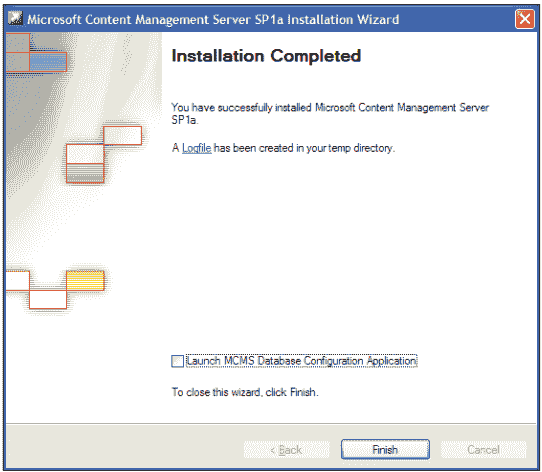 Microsoft Content Management Server SP1a Installation Wizard
Installation Completed
You have successfully installed Microsoft Content Management Server
SP1a.
A Logfile has been created in your temp directory.
Launch MCMS Database Configuration Application
To close this wizard, click Finish.
< Back
Finish
Cancel